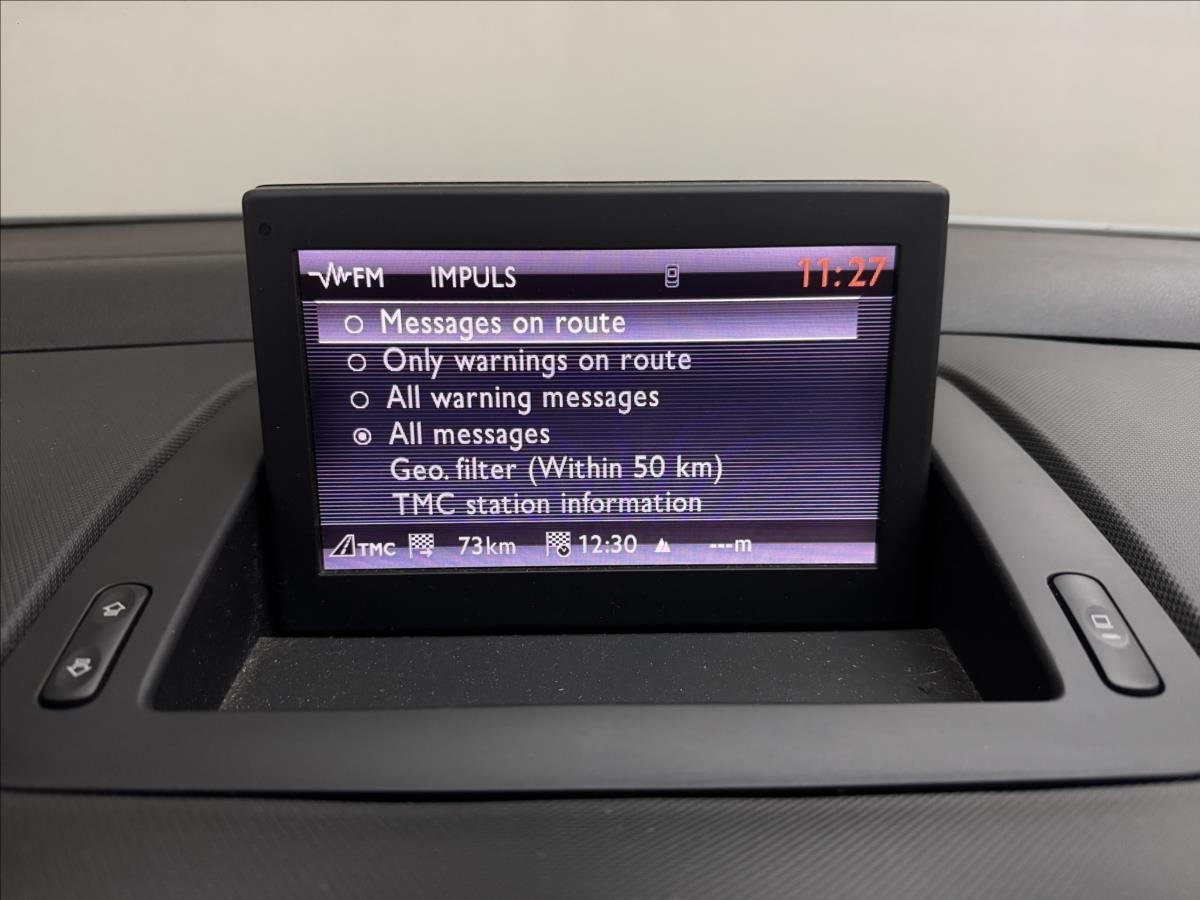 FM IMPULS 11:27
Messages on route
Only warnings on route
All warning messages
All messages
Geo. filter (Within 50 km)
TMC station information
TMC 73km 12:30 ---m